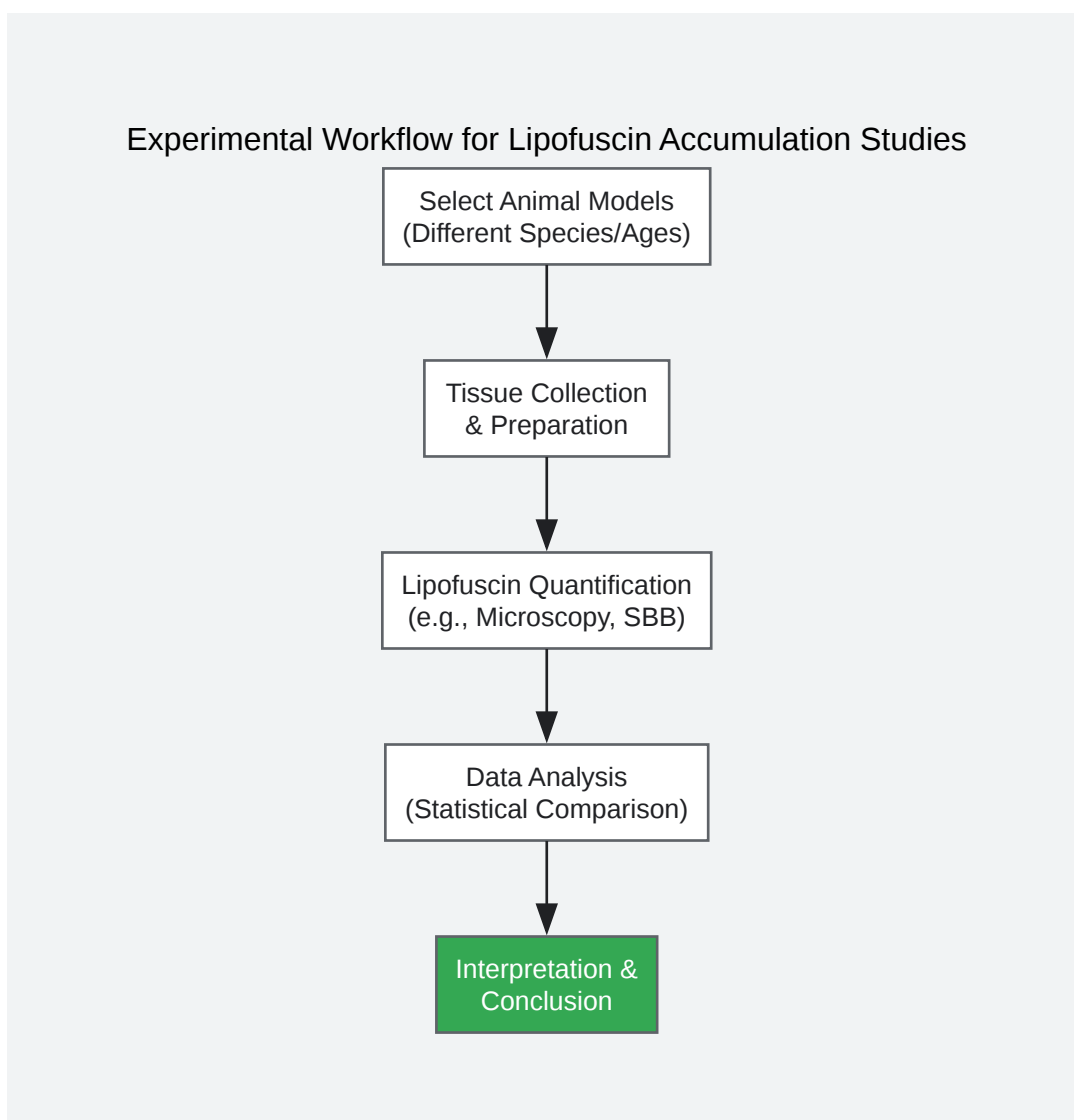 Experimental Workflow for Lipofuscin Accumulation Studies
Select Animal Models
(Different Species/Ages)
Tissue Collection
& Preparation
Lipofuscin Quantification
(e.g., Microscopy, SBB)
Data Analysis
(Statistical Comparison)
Interpretation &
Conclusion